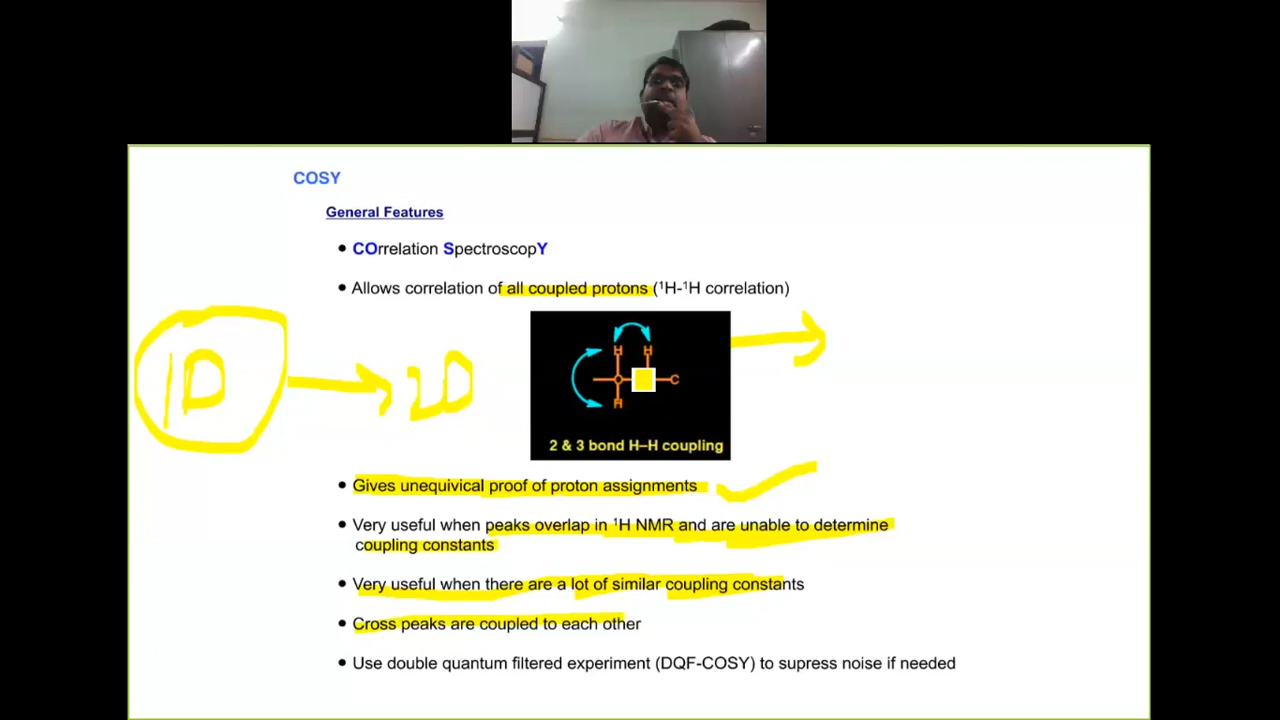 COSY
General Features
• COrrelation SpectroscopY
• Allows correlation of all coupled protons (¹H-¹H correlation)
1D
2D
H H
C
H
2 & 3 bond H–H coupling
• Gives unequivical proof of proton assignments
• Very useful when peaks overlap in ¹H NMR and are unable to determine
coupling constants
• Very useful when there are a lot of similar coupling constants
• Cross peaks are coupled to each other
• Use double quantum filtered experiment (DQF-COSY) to supress noise if needed